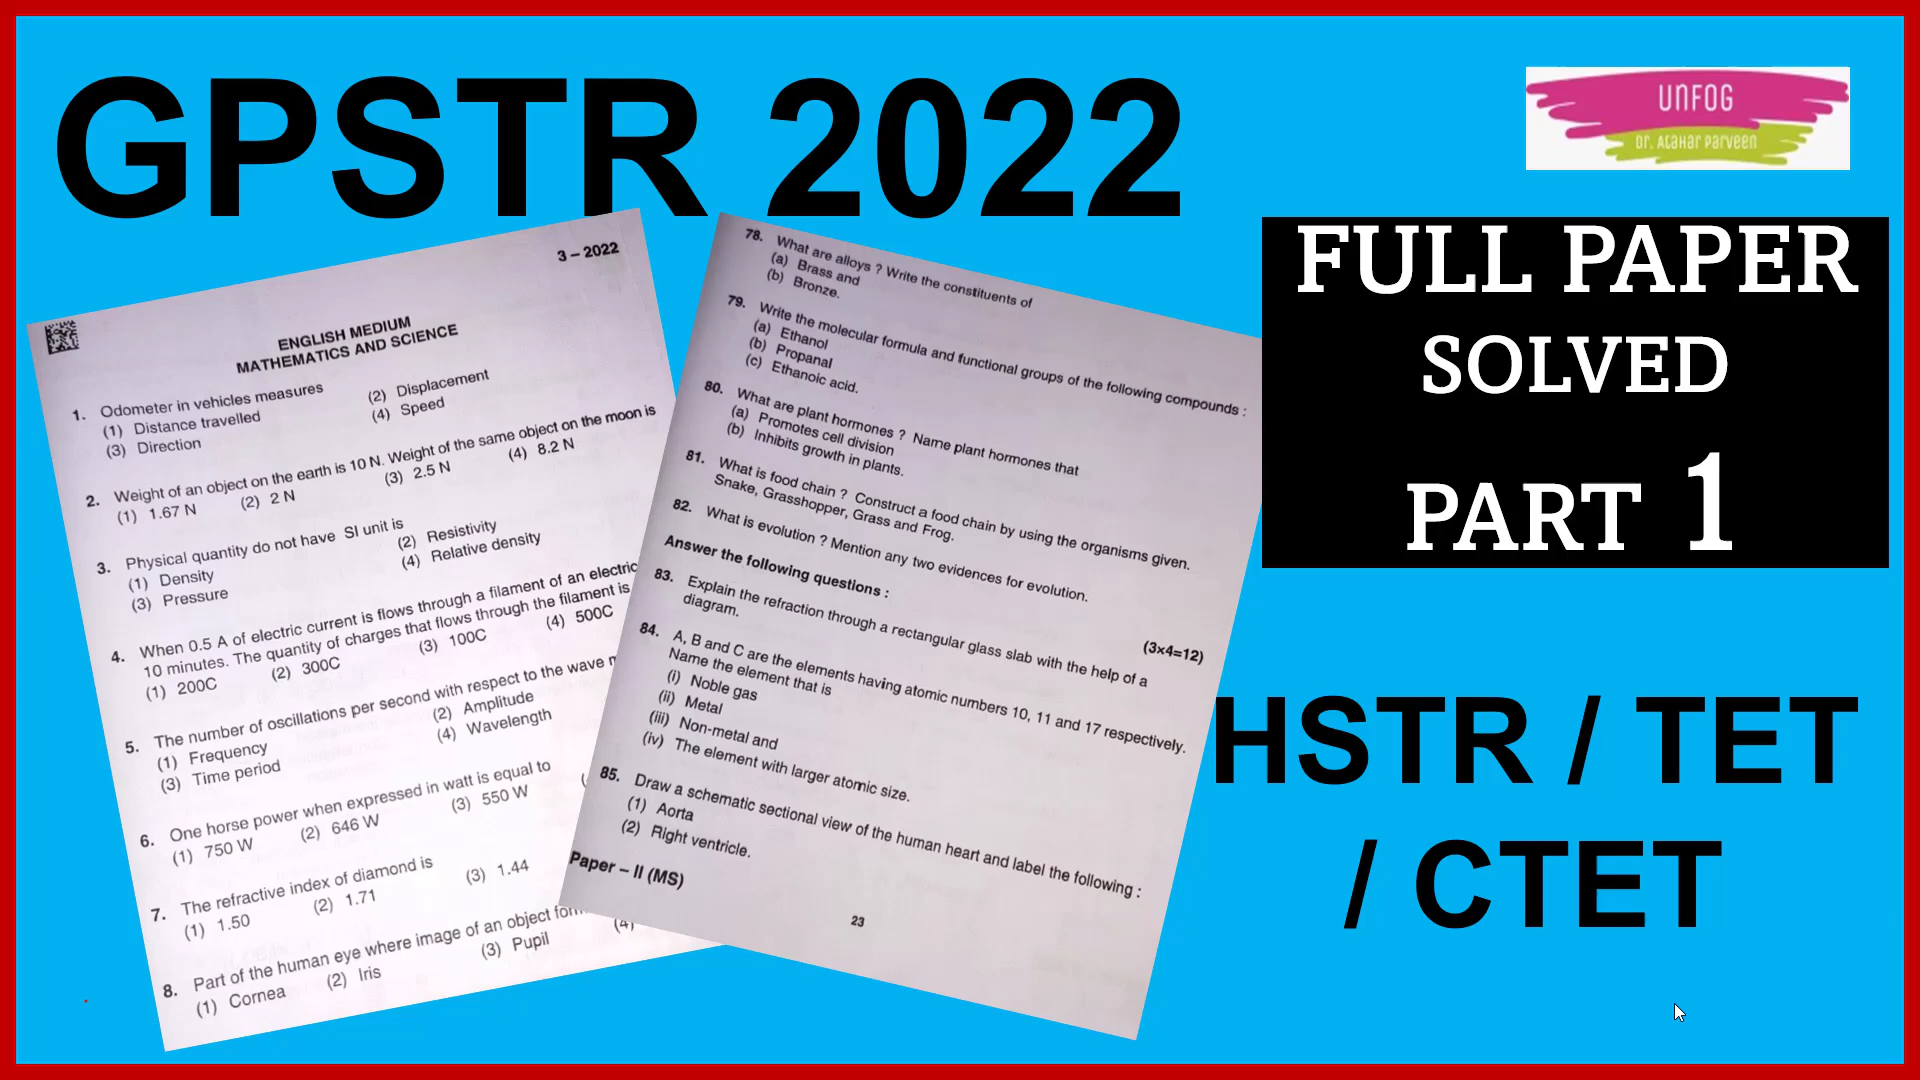 GPSTR 2022
UNFOG
Dr. Atahar Parveen
FULL PAPER
SOLVED
PART 1
HSTR / TET
/ CTET
3 – 2022
ENGLISH MEDIUM
MATHEMATICS AND SCIENCE
1. Odometer in vehicles measures
(1) Distance travelled (2) Displacement
(3) Direction (4) Speed
2. Weight of an object on the earth is 10 N. Weight of the same object on the moon is
(1) 1.67 N (2) 2 N (3) 2.5 N (4) 8.2 N
3. Physical quantity do not have SI unit is
(1) Density (2) Resistivity
(3) Pressure (4) Relative density
4. When 0.5 A of electric current is flows through a filament of an electric
10 minutes. The quantity of charges that flows through the filament is
(1) 200C (2) 300C (3) 100C (4) 500C
5. The number of oscillations per second with respect to the wave
(1) Frequency (2) Amplitude
(3) Time period (4) Wavelength
6. One horse power when expressed in watt is equal to
(1) 750 W (2) 646 W (3) 550 W
7. The refractive index of diamond is
(1) 1.50 (2) 1.71 (3) 1.44
8. Part of the human eye where image of an object
(1) Cornea (2) Iris (3) Pupil (4)
78. What are alloys ? Write the constituents of
(a) Brass and
(b) Bronze.
79. Write the molecular formula and functional groups of the following compounds :
(a) Ethanol
(b) Propanal
(c) Ethanoic acid.
80. What are plant hormones ? Name plant hormones that
(a) Promotes cell division
(b) Inhibits growth in plants.
81. What is food chain ? Construct a food chain by using the organisms given.
Snake, Grasshopper, Grass and Frog.
82. What is evolution ? Mention any two evidences for evolution.
Answer the following questions : (3x4=12)
83. Explain the refraction through a rectangular glass slab with the help of a
diagram.
84. A, B and C are the elements having atomic numbers 10, 11 and 17 respectively.
Name the element that is
(i) Noble gas
(ii) Metal
(iii) Non-metal and
(iv) The element with larger atomic size.
85. Draw a schematic sectional view of the human heart and label the following :
(1) Aorta
(2) Right ventricle.
Paper – II (MS)
23